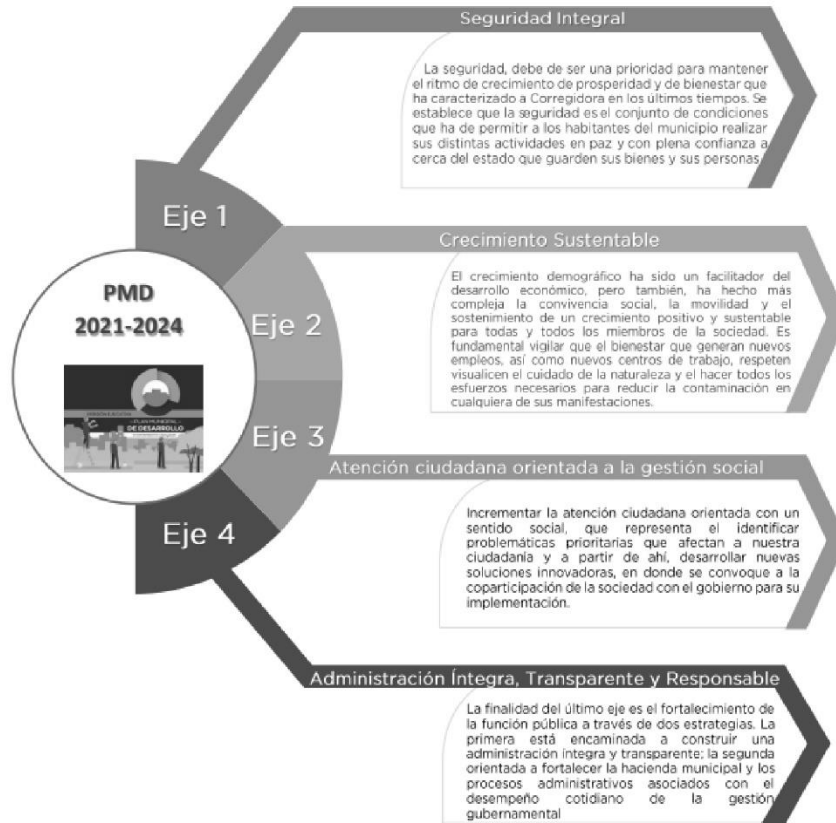 Seguridad Integral
La seguridad, debe de ser una prioridad para mantener
el ritmo de crecimiento de prosperidad y de bienestar que
ha caracterizado a Corregidora en los últimos tiempos. Se
establece que la seguridad es el conjunto de condiciones
que ha de permitir a los habitantes del municipio realizar
sus distintas actividades en paz y con plena confianza a
cerca del estado que guarden sus bienes y sus personas
Eje 1
Crecimiento Sustentable
El crecimiento demográfico ha sido un facilitador del
desarrollo económico, pero también, ha hecho más
compleja la convivencia social, la movilidad y el
sostenimiento de un crecimiento positivo y sustentable
para todas y todos los miembros de la sociedad. Es
fundamental vigilar que el bienestar que generan nuevos
empleos, así como nuevos centros de trabajo, respeten
visualicen el cuidado de la naturaleza y el hacer todos los
esfuerzos necesarios para reducir la contaminación en
cualquiera de sus manifestaciones.
PMD
2021-2024
Eje 2
PLAN MUNICIPAL
DE DESARROLLO
Eje 3
Atención ciudadana orientada a la gestión social
Incrementar la atención ciudadana orientada con un
sentido social, que representa el identificar
problemáticas prioritarias que afectan a nuestra
ciudadanía y a partir de ahí, desarrollar nuevas
soluciones innovadoras, en donde se convoque a la
coparticipación de la sociedad con el gobierno para su
implementación.
Eje 4
Administración Íntegra, Transparente y Responsable
La finalidad del último eje es el fortalecimiento de
la función pública a través de dos estrategias. La
primera está encaminada a construir una
administración íntegra y transparente; la segunda
orientada a fortalecer la hacienda municipal y los
procesos administrativos asociados con el
desempeño cotidiano de la gestión
gubernamental